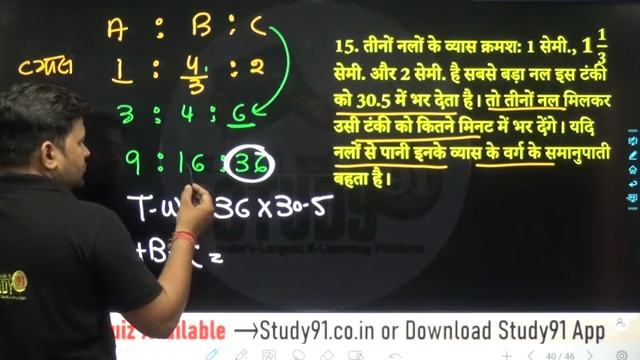 A : B : C
व्यास 1 : 4/3 : 2
3 : 4 : 6
9 : 16 : 36
T-W 36 × 30.5
+B+C =
15. तीनों नलों के व्यास क्रमश: 1 सेमी., 1 1/3
सेमी. और 2 सेमी. है सबसे बड़ा नल इस टंकी
को 30.5 में भर देता है। तो तीनों नल मिलकर
उसी टंकी को कितने मिनट में भर देंगे। यदि
नलों से पानी इनके व्यास के वर्ग के समानुपाती
बहता है।
uiz Available → Study91.co.in or Download Study91 App
40 / 46